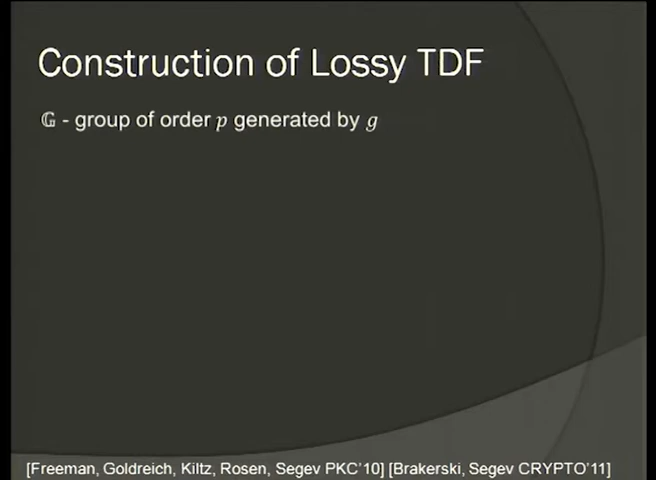 Construction of Lossy TDF
𝔾 - group of order p generated by g
[Freeman, Goldreich, Kiltz, Rosen, Segev PKC'10] [Brakerski, Segev CRYPTO'11]